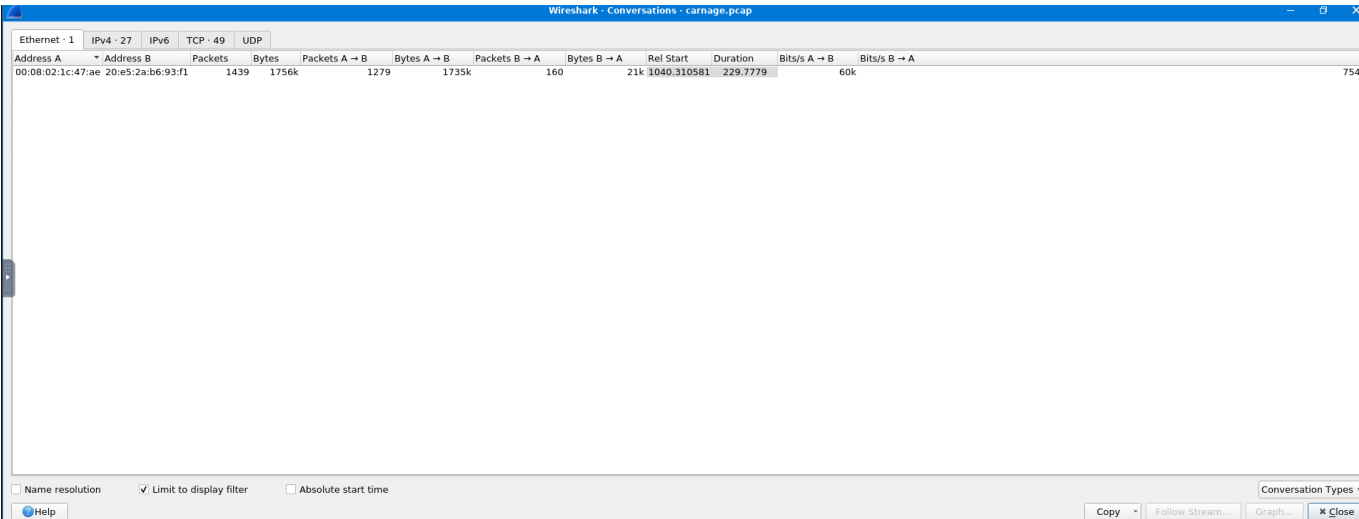 Wireshark · Conversations · carnage.pcap
Ethernet · 1 IPv4 · 27 IPv6 TCP · 49 UDP
Address A Address B Packets Bytes Packets A → B Bytes A → B Packets B → A Bytes B → A Rel Start Duration Bits/s A → B Bits/s B → A
00:08:02:1c:47:ae 20:e5:2a:b6:93:f1 1439 1756k 1279 1735k 160 21k 1040.310581 229.7779 60k 754
Name resolution Limit to display filter Absolute start time Conversation Types
Help Copy Follow Stream... Graph... Close